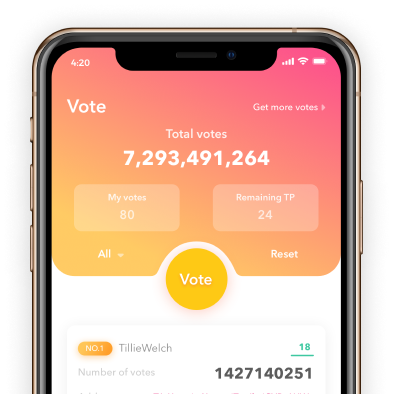 4:20
Vote
Get more votes
Total votes
7,293,491,264
My votes
80
Remaining TP
24
All
Reset
Vote
NO.1
TillieWelch
18
Number of votes
1427140251